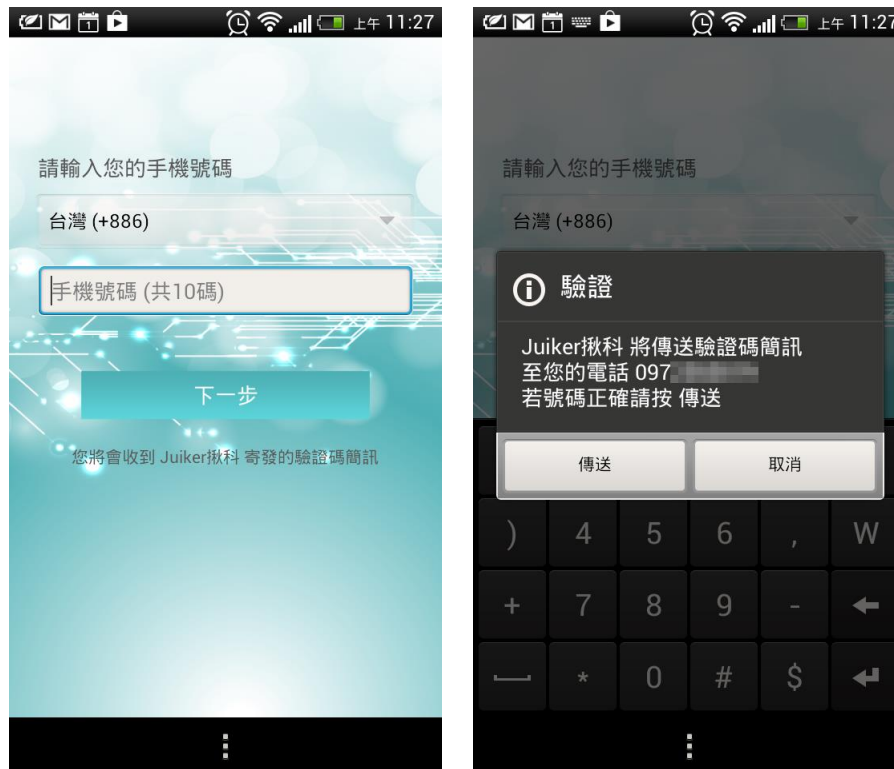 上午 11:27
請輸入您的手機號碼
台灣 (+886)
手機號碼 (共10碼)
下一步
您將會收到 Juiker揪科 寄發的驗證碼簡訊
上午 11:27
請輸入您的手機號碼
台灣 (+886)
驗證
Juiker揪科 將傳送驗證碼簡訊
至您的電話 097
若號碼正確請按 傳送
傳送 取消
) 4 5 6 , W
+ 7 8 9 -
* 0 # $